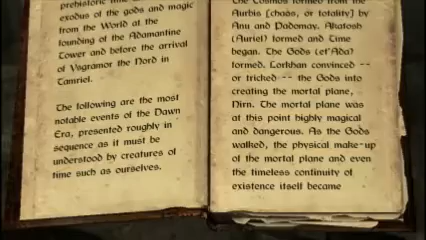 prehistoric time
exodus of the gods and magic
from the World at the
founding of the Adamantine
Tower and before the arrival
of Ysgramor the Nord in
Tamriel.
The following are the most
notable events of the Dawn
Era, presented roughly in
sequence as it must be
understood by creatures of
time such as ourselves.
The Cosmos formed from the
Aurbis [chaos, or totality] by
Anu and Padomay. Akatosh
(Auriel) formed and Time
began. The Gods (et'Ada)
formed. Lorkhan convinced --
or tricked -- the Gods into
creating the mortal plane,
Nirn. The mortal plane was
at this point highly magical
and dangerous. As the Gods
walked, the physical make-up
of the mortal plane and even
the timeless continuity of
existence itself became